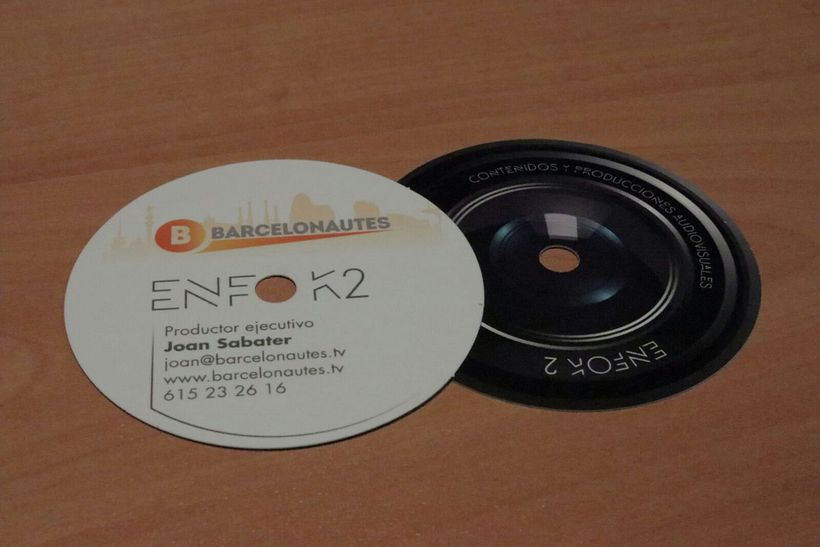 B BARCELONAUTES
ENFOK2
Productor ejecutivo
Joan Sabater
joan@barcelonautes.tv
www.barcelonautes.tv
615 23 26 16
CONTENIDOS Y PRODUCCIONES AUDIOVISUALES
ENFOK2